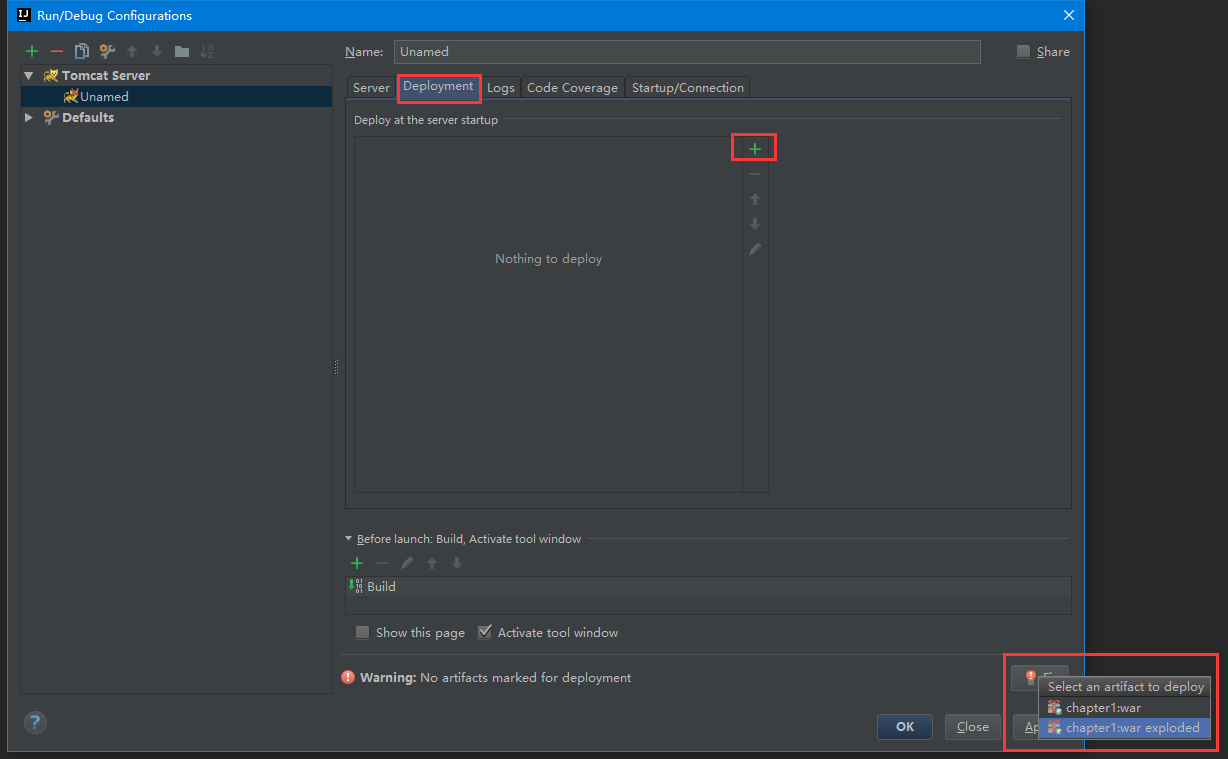 Run/Debug Configurations
Name: Unamed Share
Tomcat Server
Unamed
Defaults
Server Deployment Logs Code Coverage Startup/Connection
Deploy at the server startup
Nothing to deploy
Before launch: Build, Activate tool window
Build
Show this page Activate tool window
Warning: No artifacts marked for deployment
Select an artifact to deploy
chapter1:war
chapter1:war exploded
? OK Close